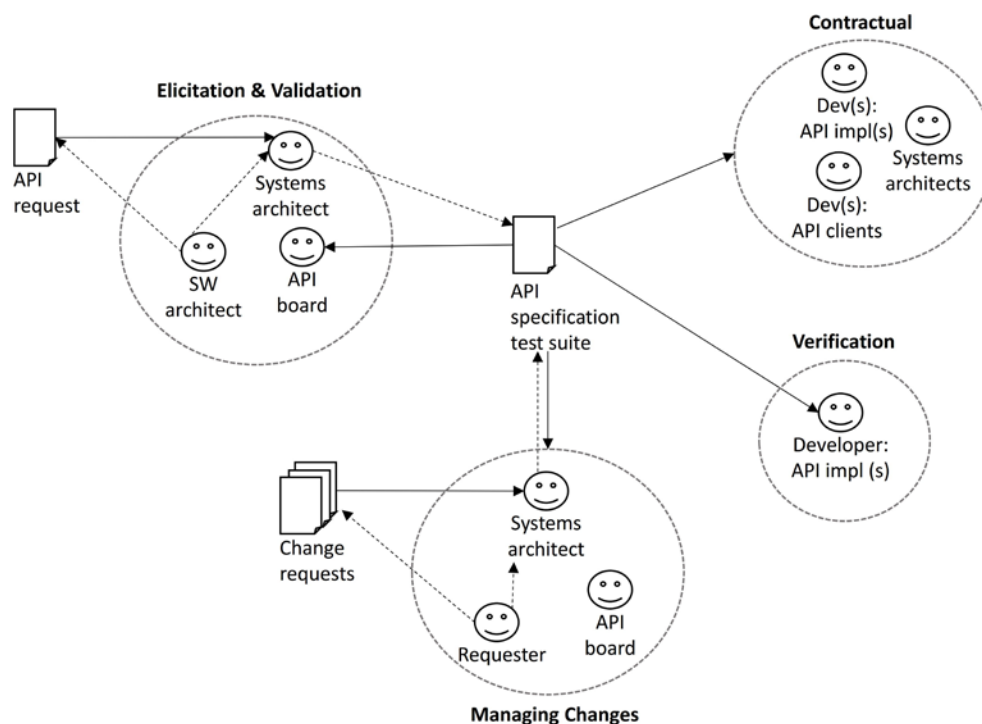 Contractual
Dev(s):
API impl(s)
Systems
architects
Dev(s):
API clients
Elicitation & Validation
API
request
Systems
architect
SW
architect
API
board
API
specification
test suite
Verification
Developer:
API impl (s)
Change
requests
Systems
architect
Requester
API
board
Managing Changes